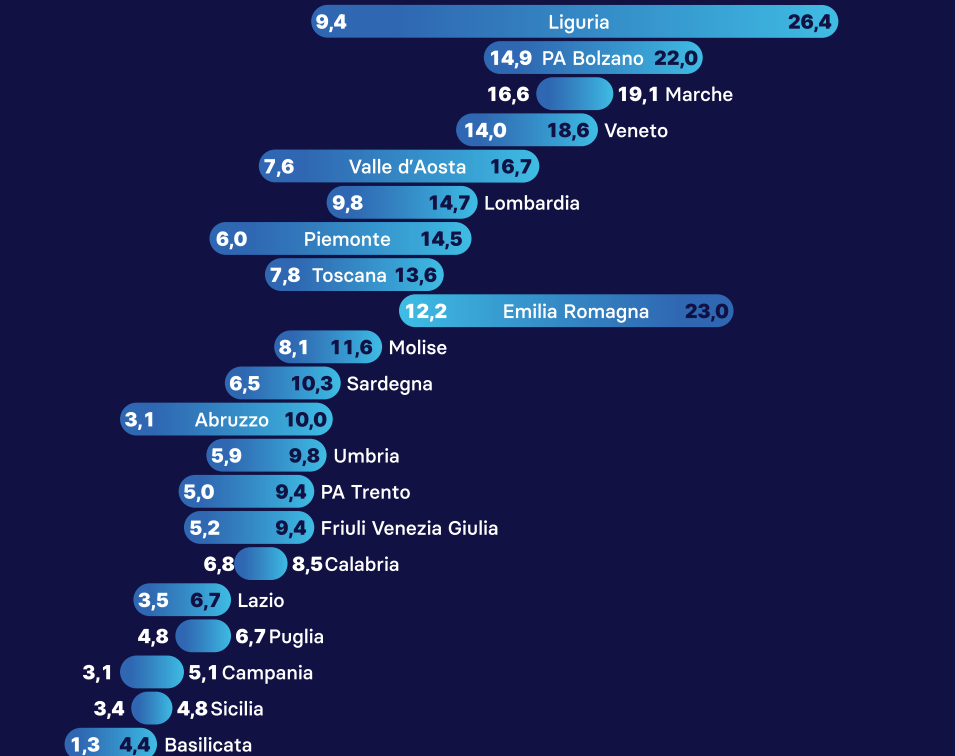 9,4 Liguria 26,4
14,9 PA Bolzano 22,0
16,6 19,1 Marche
14,0 18,6 Veneto
7,6 Valle d’Aosta 16,7
9,8 14,7 Lombardia
6,0 Piemonte 14,5
7,8 Toscana 13,6
12,2 Emilia Romagna 23,0
8,1 11,6 Molise
6,5 10,3 Sardegna
3,1 Abruzzo 10,0
5,9 9,8 Umbria
5,0 9,4 PA Trento
5,2 9,4 Friuli Venezia Giulia
6,8 8,5 Calabria
3,5 6,7 Lazio
4,8 6,7 Puglia
3,1 5,1 Campania
3,4 4,8 Sicilia
1,3 4,4 Basilicata